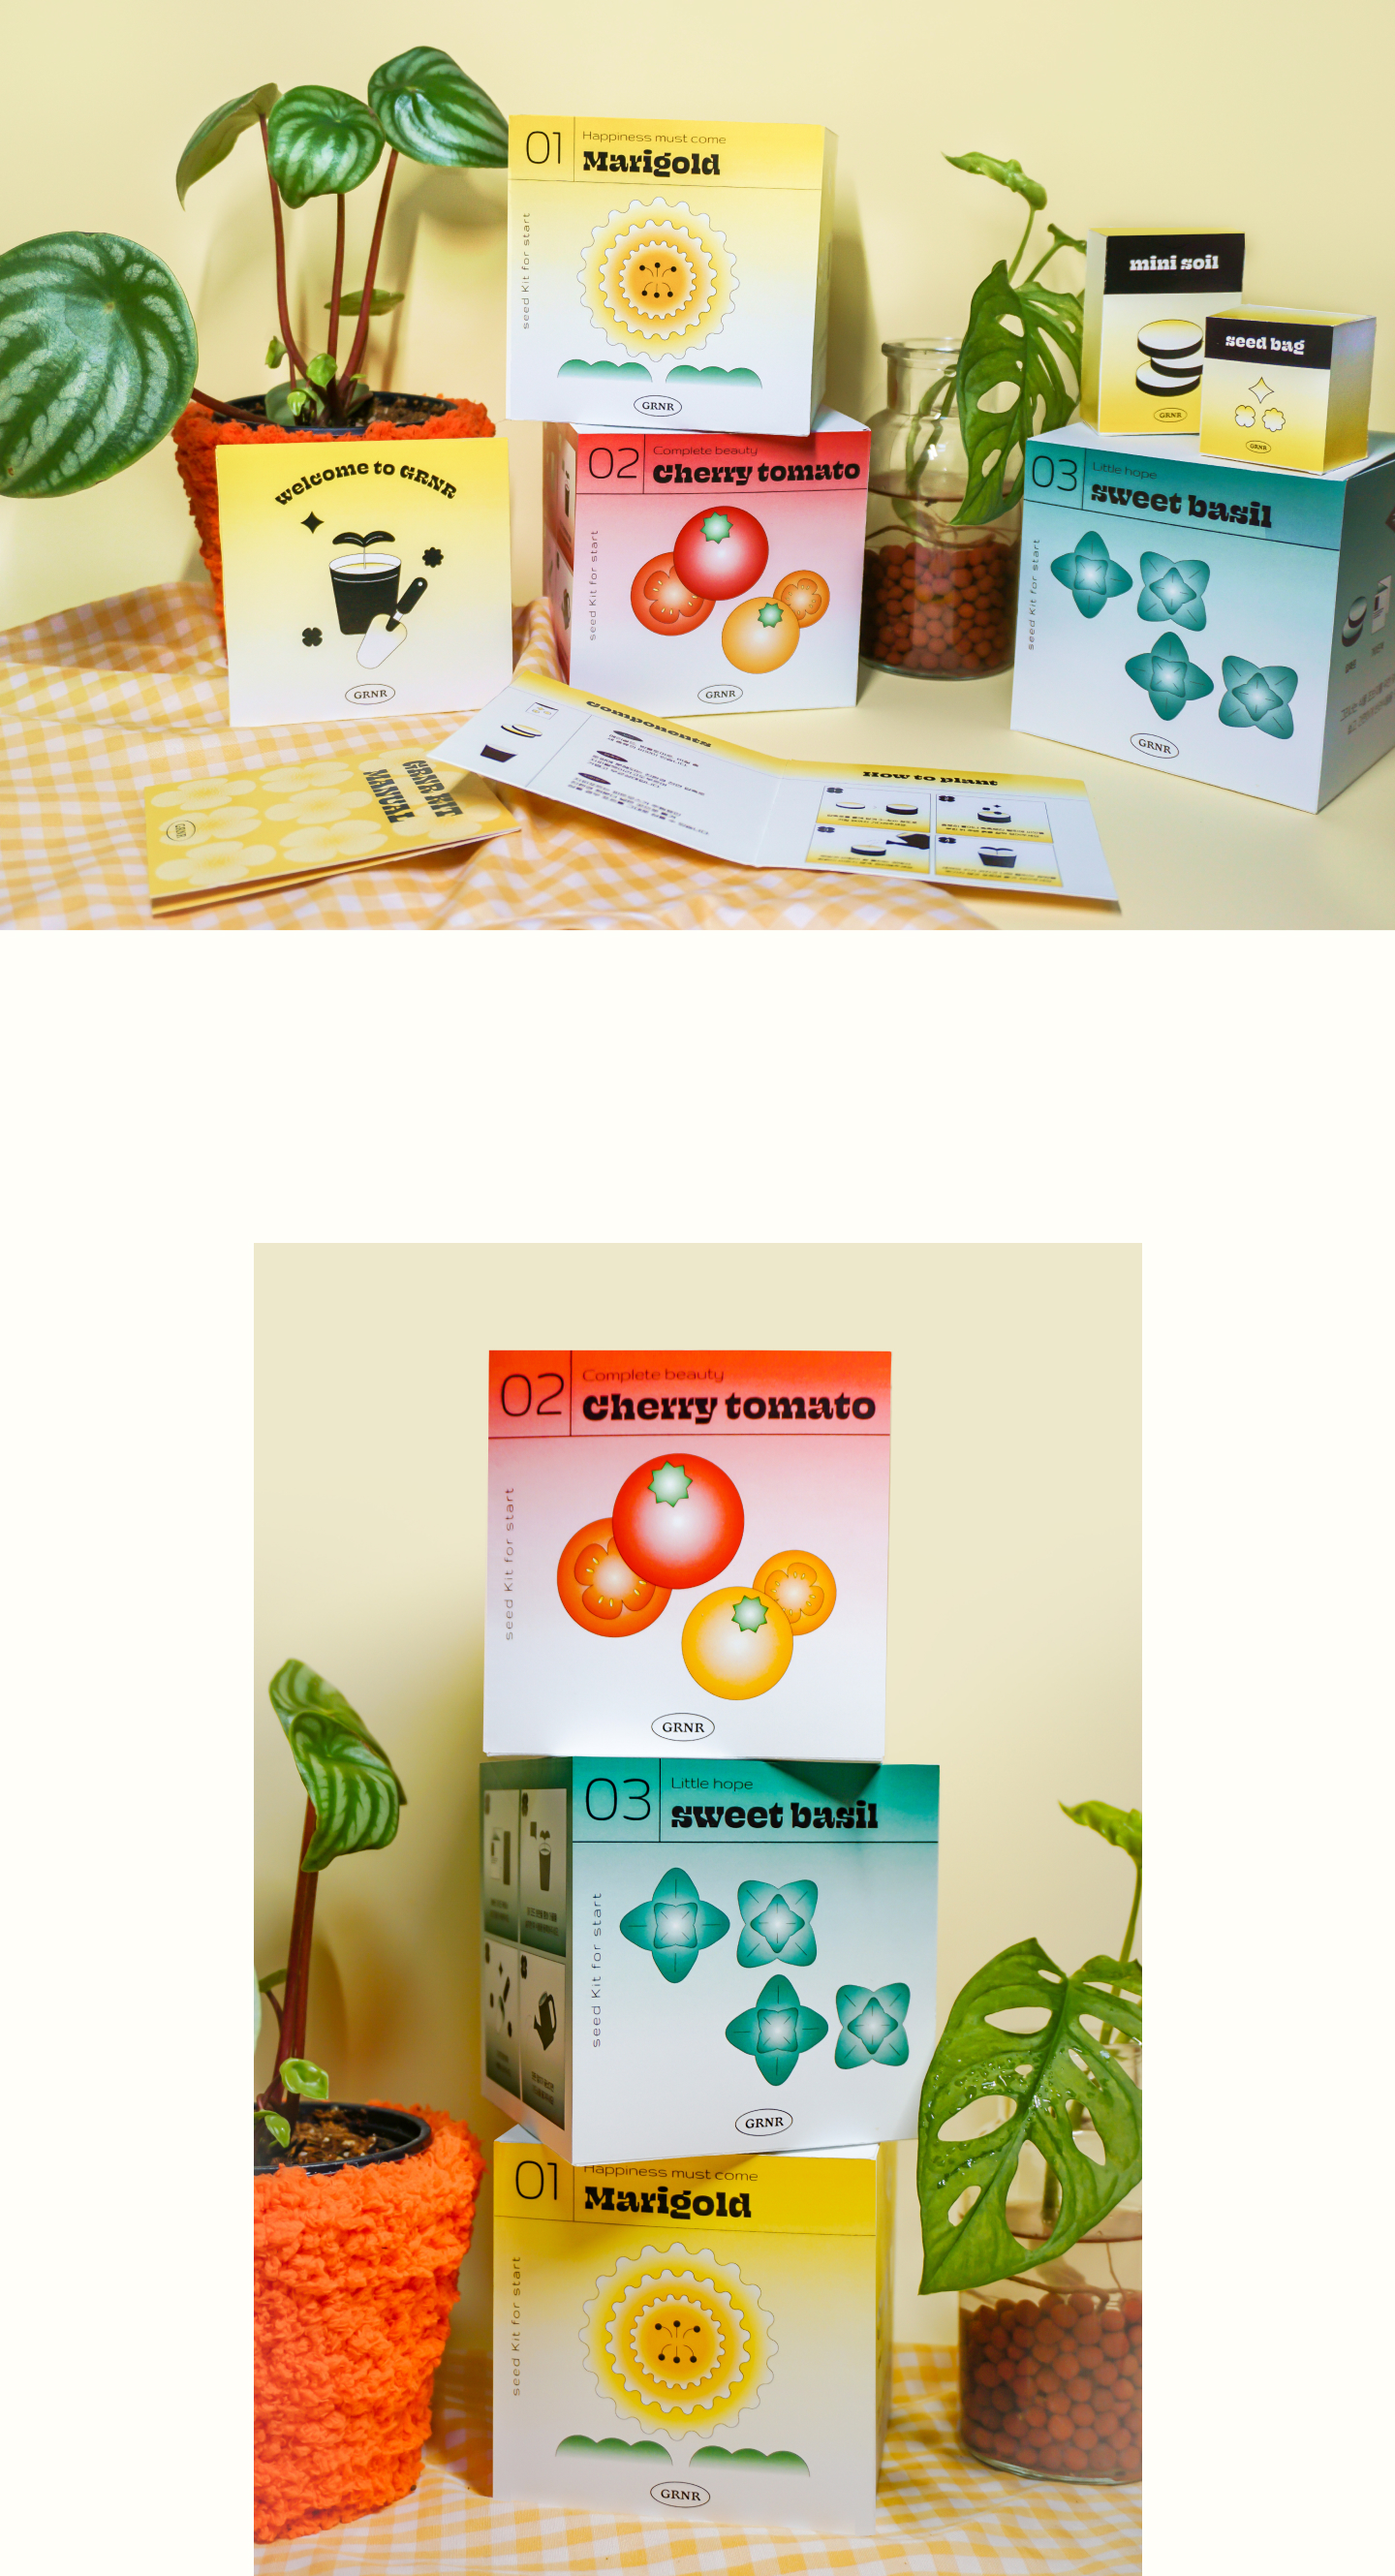 01
Happiness must come
Marigold
seed Kit for start
GRNR
mini soil
GRNR
seed bag
GRNR
welcome to GRNR
GRNR
02
Complete beauty
Cherry tomato
seed Kit for start
GRNR
03
Little hope
sweet basil
seed Kit for start
GRNR
GRNR KIT
MANUAL
GRNR
Components
How to plant
02
Complete beauty
Cherry tomato
seed Kit for start
GRNR
03
Little hope
sweet basil
seed Kit for start
GRNR
01
Happiness must come
Marigold
seed Kit for start
GRNR